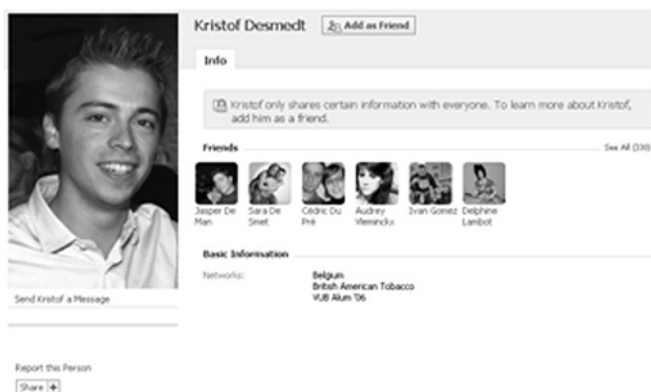 Kristof Desmedt
Add as Friend
Info
Kristof only shares certain information with everyone. To learn more about Kristof,
add him as a friend.
Friends
See All (330)
Jasper De
Man
Sara De
Smet
Cédric Du
Pré
Audrey
Vleminckx
Ivan Gomez
Delphine
Lambot
Basic Information
Networks:
Belgium
British American Tobacco
VUB Alum '06
Send Kristof a Message
Report this Person
Share +